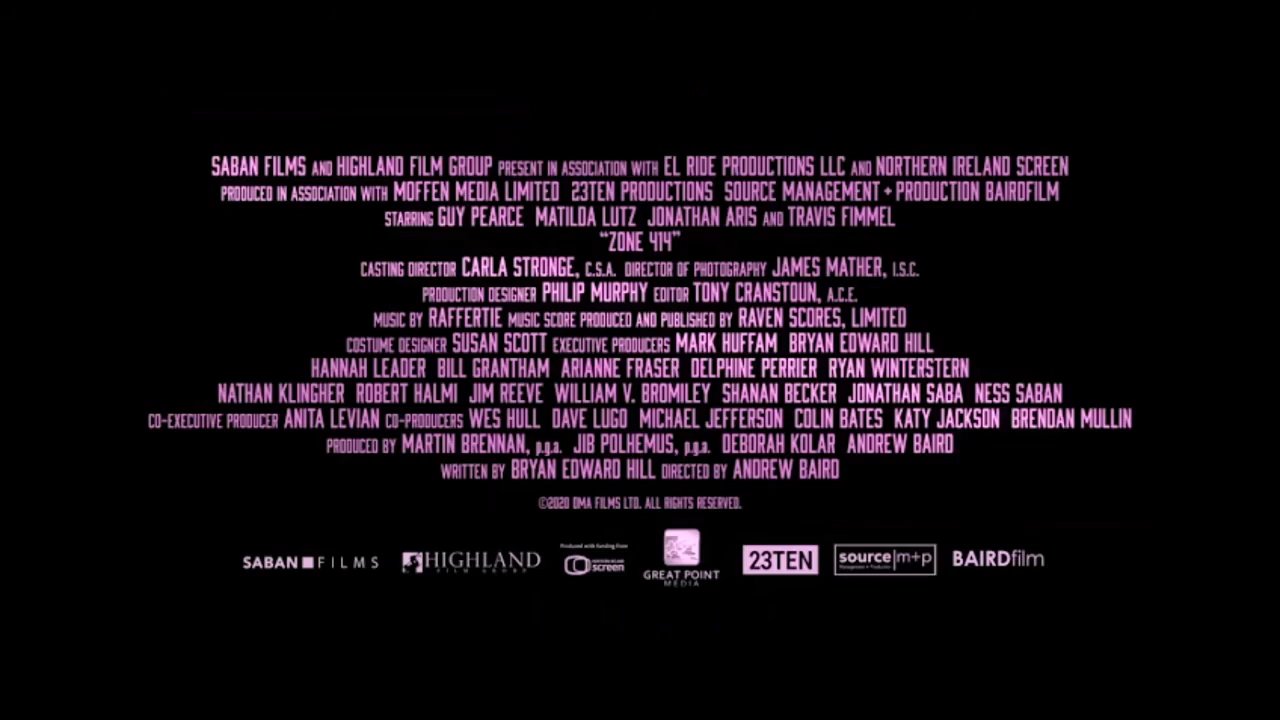 SABAN FILMS AND HIGHLAND FILM GROUP PRESENT IN ASSOCIATION WITH EL RIDE PRODUCTIONS LLC AND NORTHERN IRELAND SCREEN
PRODUCED IN ASSOCIATION WITH MOFFEN MEDIA LIMITED 23TEN PRODUCTIONS SOURCE MANAGEMENT + PRODUCTION BAIRDFILM
STARRING GUY PEARCE MATILDA LUTZ JONATHAN ARIS AND TRAVIS FIMMEL
“ZONE 414”
CASTING DIRECTOR CARLA STRONGE, C.S.A. DIRECTOR OF PHOTOGRAPHY JAMES MATHER, I.S.C.
PRODUCTION DESIGNER PHILIP MURPHY EDITOR TONY CRANSTOUN, A.C.E.
MUSIC BY RAFFERTIE MUSIC SCORE PRODUCED AND PUBLISHED BY RAVEN SCORES, LIMITED
COSTUME DESIGNER SUSAN SCOTT EXECUTIVE PRODUCERS MARK HUFFAM BRYAN EDWARD HILL
HANNAH LEADER BILL GRANTHAM ARIANNE FRASER DELPHINE PERRIER RYAN WINTERSTERN
NATHAN KLINGHER ROBERT HALMI JIM REEVE WILLIAM V. BROMILEY SHANAN BECKER JONATHAN SABA NESS SABAN
CO-EXECUTIVE PRODUCER ANITA LEVIAN CO-PRODUCERS WES HULL DAVE LUGO MICHAEL JEFFERSON COLIN BATES KATY JACKSON BRENDAN MULLIN
PRODUCED BY MARTIN BRENNAN, p.g.a. JIB POLHEMUS, p.g.a. DEBORAH KOLAR ANDREW BAIRD
WRITTEN BY BRYAN EDWARD HILL DIRECTED BY ANDREW BAIRD
©2020 DMA FILMS LTD. ALL RIGHTS RESERVED.
SABAN FILMS
HIGHLAND
FILM GROUP
Produced with funding from
NORTHERN IRELAND
screen
GREAT POINT
MEDIA
23TEN
source m+p
Management + Production
BAIRDfilm